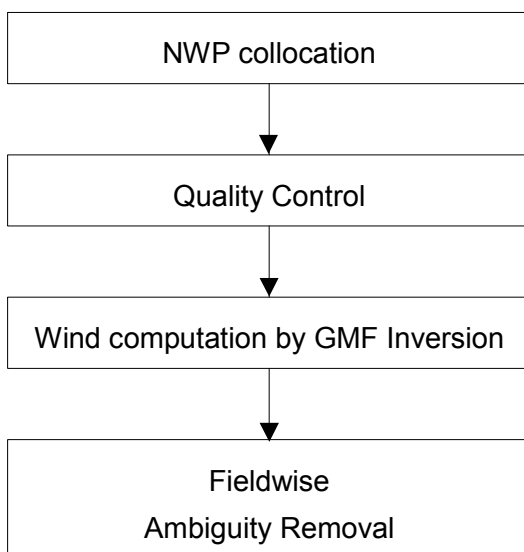 NWP collocation
Quality Control
Wind computation by GMF Inversion
Fieldwise
Ambiguity Removal